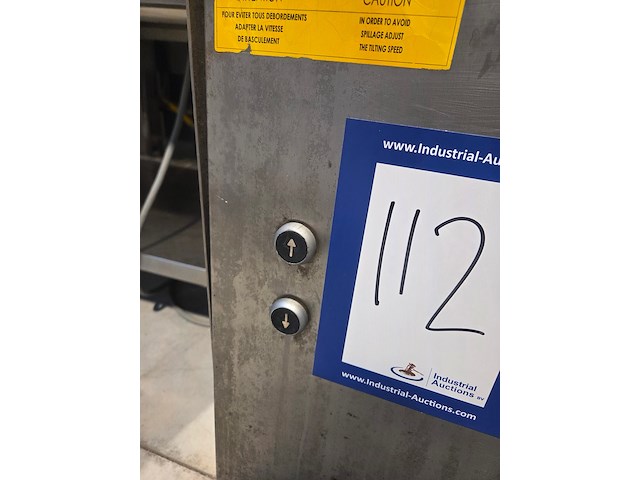 CAUTION
POUR EVITER TOUS DEBORDEMENTS
ADAPTER LA VITESSE
DE BASCULEMENT
IN ORDER TO AVOID
SPILLAGE ADJUST
THE TILTING SPEED
www.Industrial-Au
112
Industrial
Auctions BV
www.Industrial-Auctions.com